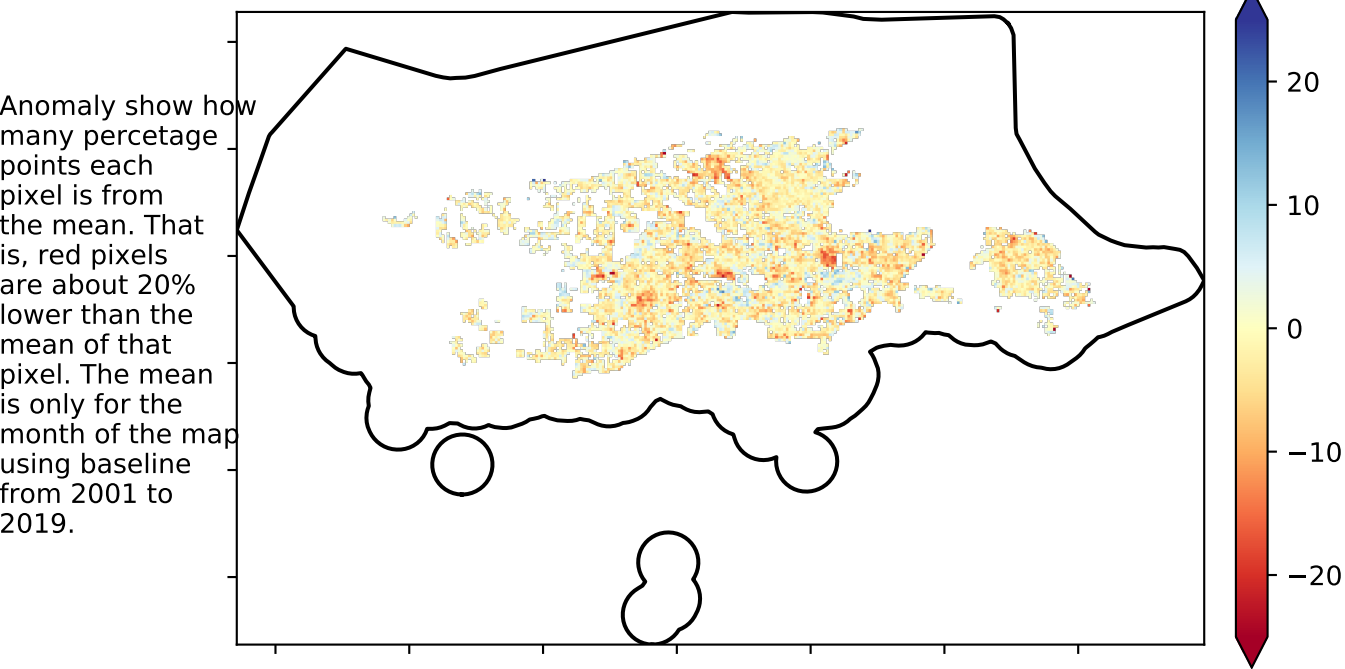 Anomaly show how
many percetage
points each
pixel is from
the mean. That
is, red pixels
are about 20%
lower than the
mean of that
pixel. The mean
is only for the
month of the map
using baseline
from 2001 to
2019.
20
10
0
−10
−20